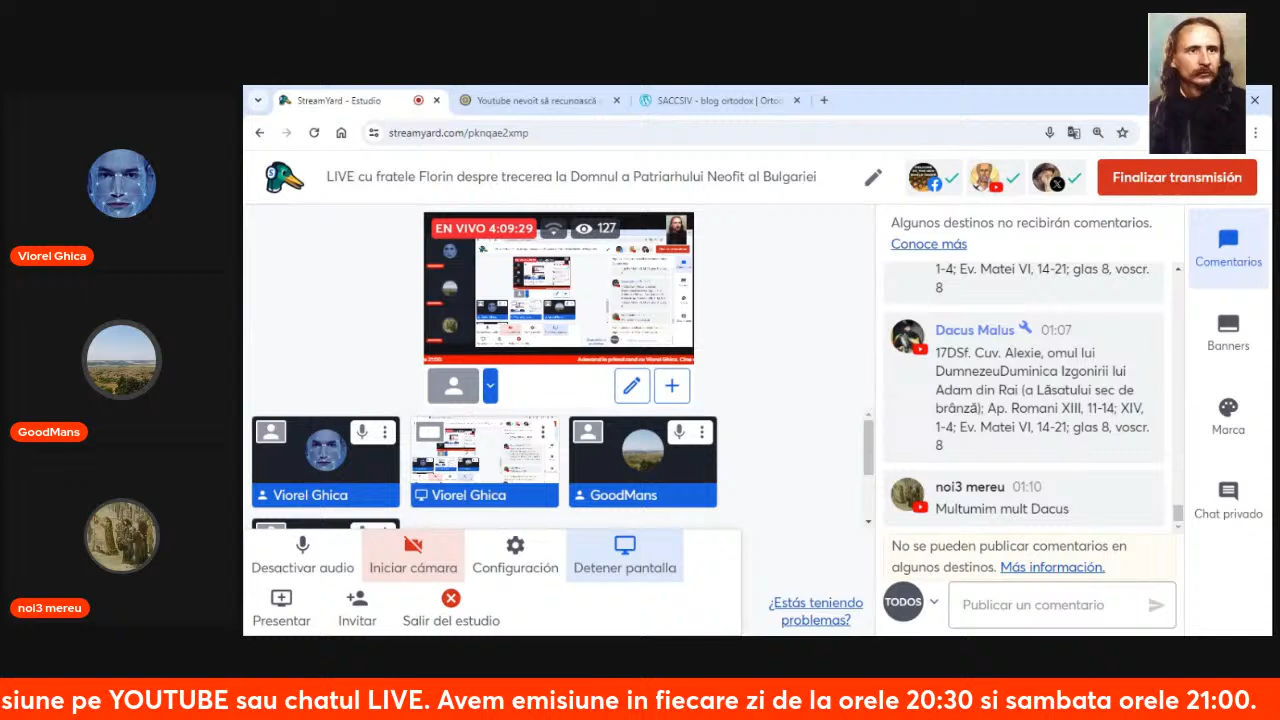 StreamYard - Estudio
Youtube nevoit să recunoască
SACCSIV - blog ortodox | Ortod
streamyard.com/pknqae2xmp
LIVE cu fratele Florin despre trecerea la Domnul a Patriarhului Neofit al Bulgariei
Finalizar transmisión
EN VIVO 4:09:29
127
Algunos destinos no recibirán comentarios.
Conoce más
1-4; Ev. Matei VI, 14-21; glas 8, voscr.
8
Dacus Malus 01:07
17DSf. Cuv. Alexie, omul lui
DumnezeuDuminica Izgonirii lui
Adam din Rai (a Lăsatului sec de
brânză); Ap. Romani XIII, 11-14; XIV,
1-4; Ev. Matei VI, 14-21; glas 8, voscr.
8
noi3 mereu 01:10
Multumim mult Dacus
No se pueden publicar comentarios en
algunos destinos. Más información.
TODOS
Publicar un comentario
Comentarios
Banners
Marca
Chat privado
Viorel Ghica
GoodMans
noi3 mereu
Viorel Ghica
Viorel Ghica
GoodMans
Desactivar audio
Iniciar cámara
Configuración
Detener pantalla
Presentar
Invitar
Salir del estudio
¿Estás teniendo
problemas?
siune pe YOUTUBE sau chatul LIVE. Avem emisiune in fiecare zi de la orele 20:30 si sambata orele 21:00.